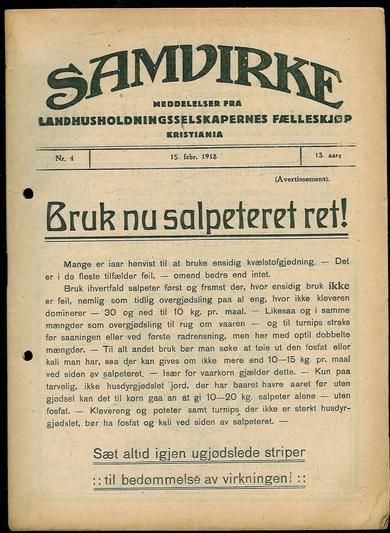 SAMVIRKE
MEDDELELSER FRA
LANDHUSHOLDNINGSSELSKAPERNES FÆLLESKJØP
KRISTIANIA
Nr. 4 15. febr. 1918 13. aarg
(Avertissement).
Bruk nu salpeteret ret!
Mange er iaar henvist til at bruke ensidig kvælstofgjødning. — Det
er i de fleste tilfælder feil, — omend bedre end intet.
Bruk ihvertfald salpeter først og fremst der, hvor ensidig bruk ikke
er feil, nemlig som tidlig overgjødsling paa al eng, hvor ikke kløveren
dominerer — 30 og ned til 10 kg. pr. maal. — Likesaa og i samme
mængder som overgjødsling til rug om vaaren — og til turnips straks
før saaningen eller ved første radrensning, men her med optil dobbelte
mængder. — Til alt andet bruk bør man søke at tøie ut den fosfat eller
kali man har, saa der kan gives om ikke mere end 10—15 kg. pr. maal
ved siden av salpeteret. — Især for vaarkorn gjælder dette. — Kun paa
tarvelig, ikke husdyrgjødslet jord, der har baaret havre aaret før uten
gjødsel kan det til korn gaa an at gi 10—20 kg. salpeter alene — uten
fosfat. — Kløvereng og poteter samt turnips der ikke er sterkt husdyr-
gjødslet, bør ha fosfat og kali ved siden av salpeteret. —
Sæt altid igjen ugjødslede striper
:: til bedømmelse av virkningen! ::